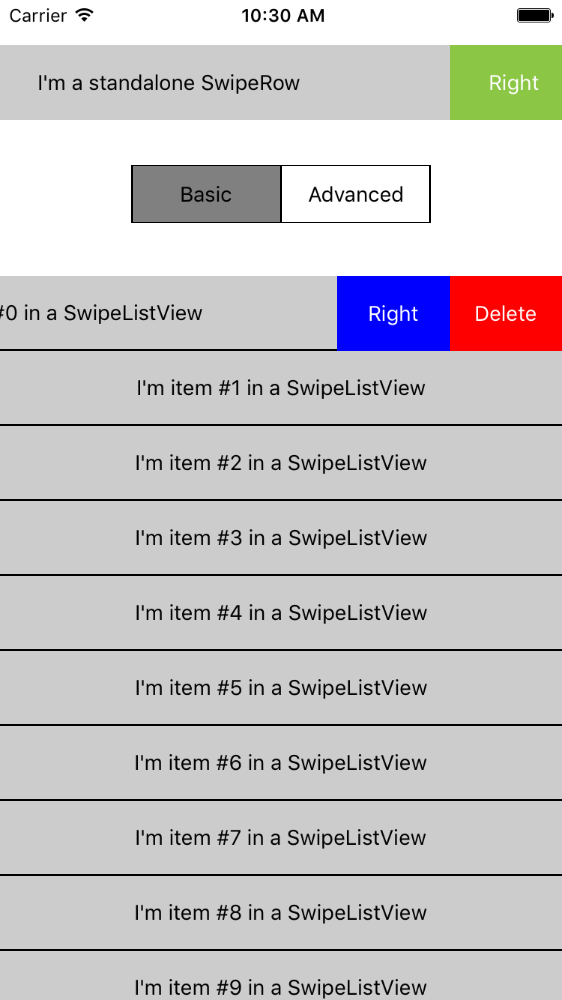 Carrier 10:30 AM
I'm a standalone SwipeRow Right
Basic Advanced
#0 in a SwipeListView Right Delete
I'm item #1 in a SwipeListView
I'm item #2 in a SwipeListView
I'm item #3 in a SwipeListView
I'm item #4 in a SwipeListView
I'm item #5 in a SwipeListView
I'm item #6 in a SwipeListView
I'm item #7 in a SwipeListView
I'm item #8 in a SwipeListView
I'm item #9 in a SwipeListView